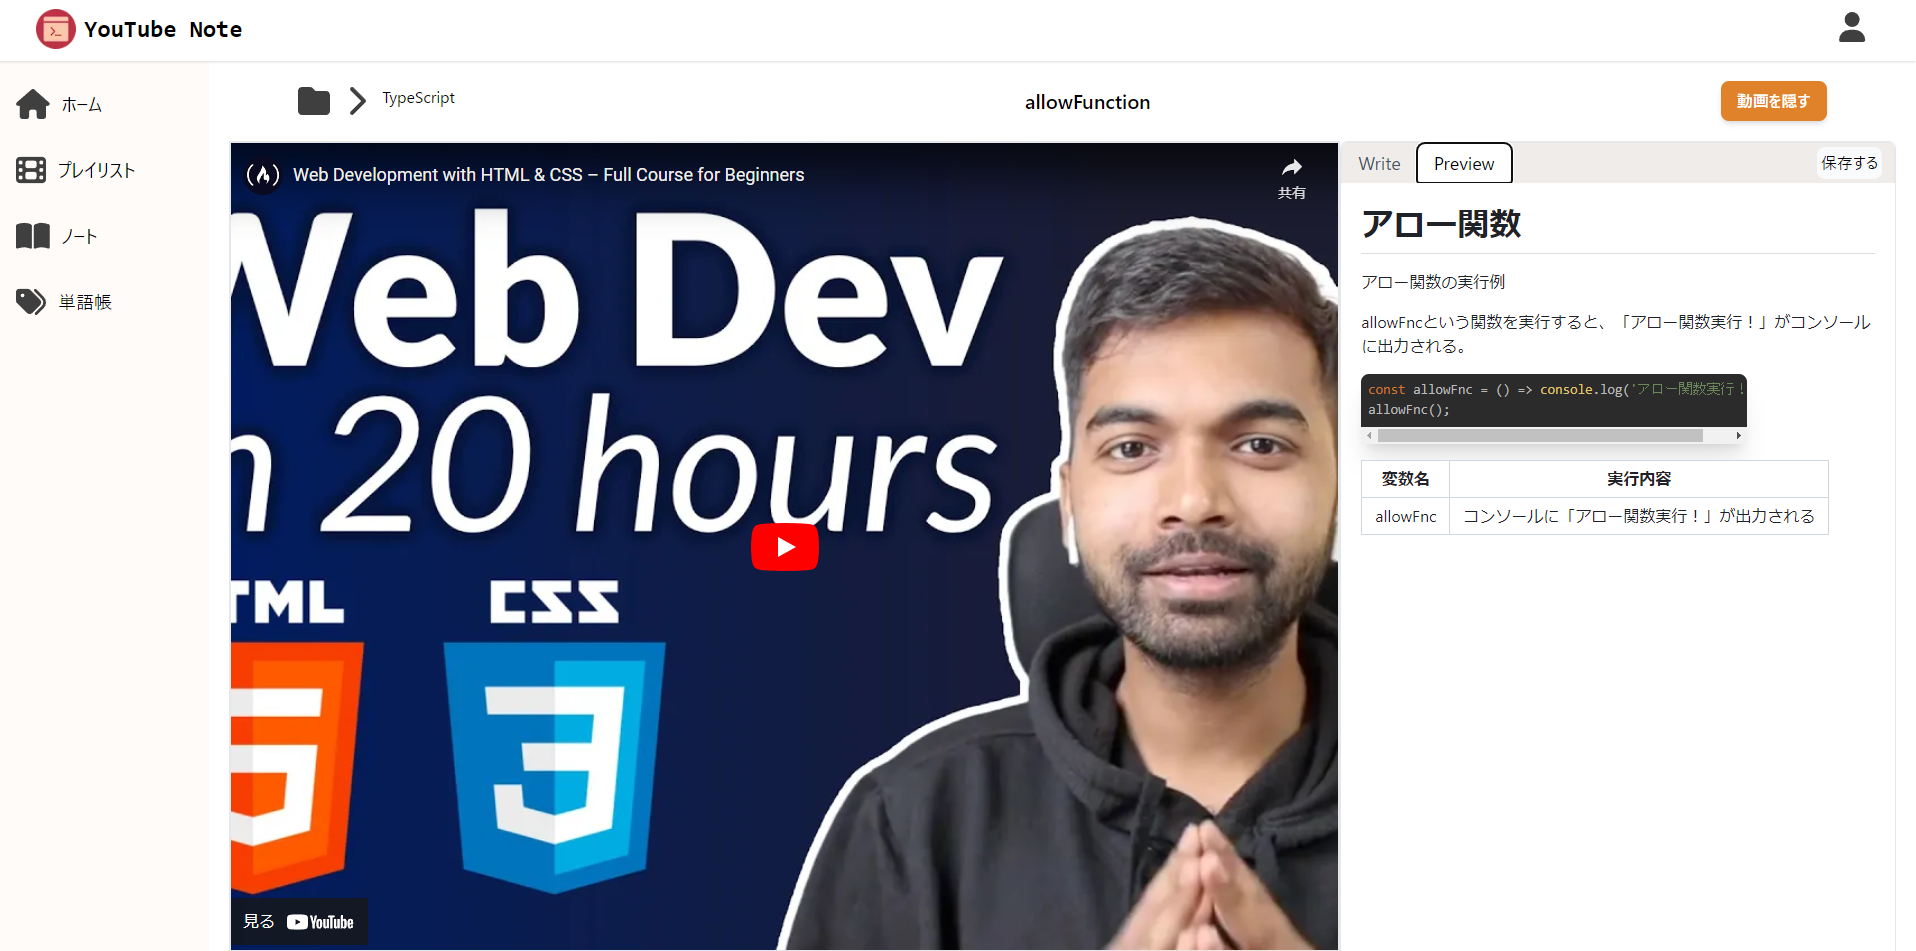 YouTube Note
ホーム
プレイリスト
ノート
単語帳
TypeScript
allowFunction
動画を隠す
Web Development with HTML & CSS – Full Course for Beginners
共有
Web Dev
n 20 hours
TML
CSS
見る YouTube
Write
Preview
保存する
アロー関数
アロー関数の実行例
allowFncという関数を実行すると、「アロー関数実行！」がコンソール
に出力される。
const allowFnc = () => console.log('アロー関数実行！
allowFnc();
変数名 実行内容
allowFnc コンソールに「アロー関数実行！」が出力される